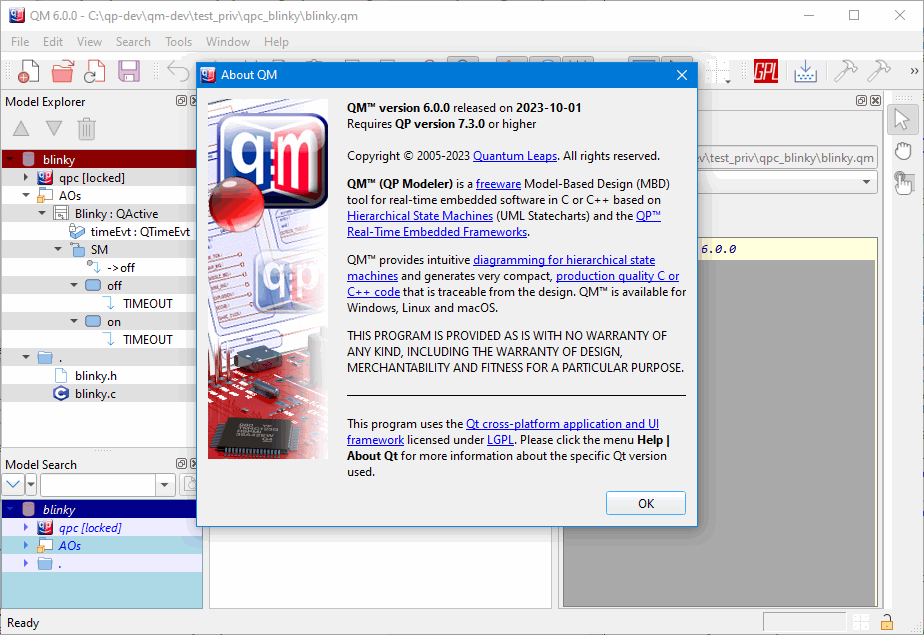 QM 6.0.0 - C:\qp-dev\qm-dev\test_priv\qpc_blinky\blinky.qm
File Edit View Search Tools Window Help
GPL
Model Explorer
blinky
qpc [locked]
AOs
Blinky : QActive
timeEvt : QTimeEvt
SM
->off
off
TIMEOUT
on
TIMEOUT
.
blinky.h
blinky.c
Model Search
blinky
qpc [locked]
AOs
.
ev\test_priv\qpc_blinky\blinky.qm
6.0.0
About QM
qm
qp
QM™ version 6.0.0 released on 2023-10-01
Requires QP version 7.3.0 or higher
Copyright © 2005-2023 Quantum Leaps. All rights reserved.
QM™ (QP Modeler) is a freeware Model-Based Design (MBD)
tool for real-time embedded software in C or C++ based on
Hierarchical State Machines (UML Statecharts) and the QP™
Real-Time Embedded Frameworks.
QM™ provides intuitive diagramming for hierarchical state
machines and generates very compact, production quality C or
C++ code that is traceable from the design. QM™ is available for
Windows, Linux and macOS.
THIS PROGRAM IS PROVIDED AS IS WITH NO WARRANTY OF
ANY KIND, INCLUDING THE WARRANTY OF DESIGN,
MERCHANTABILITY AND FITNESS FOR A PARTICULAR PURPOSE.
This program uses the Qt cross-platform application and UI
framework licensed under LGPL. Please click the menu Help |
About Qt for more information about the specific Qt version
used.
OK
Ready